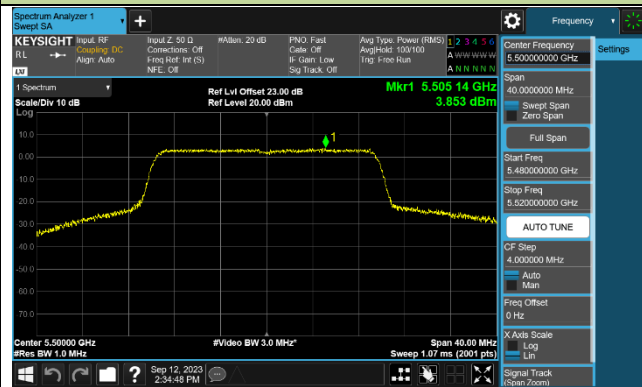 Spectrum Analyzer 1
Swept SA
Frequency
KEYSIGHT
Input: RF
Coupling: DC
Align: Auto
Input Z: 50 Ω
Corrections: Off
Freq Ref: Int (S)
NFE: Off
#Atten: 20 dB
PNO: Fast
Gate: Off
IF Gain: Low
Sig Track: Off
Avg Type: Power (RMS)
Avg|Hold: 100/100
Trig: Free Run
1 2 3 4 5 6
A W W W W W
A N N N N N
RL
LXI
1 Spectrum
Scale/Div 10 dB
Log
Ref Lvl Offset 23.00 dB
Ref Level 20.00 dBm
Mkr1 5.505 14 GHz
3.853 dBm
1
10.0
0.00
-10.0
-20.0
-30.0
-40.0
-50.0
-60.0
-70.0
Center 5.50000 GHz
#Res BW 1.0 MHz
#Video BW 3.0 MHz*
Span 40.00 MHz
Sweep 1.07 ms (2001 pts)
Sep 12, 2023
2:34:48 PM
Center Frequency
5.500000000 GHz
Settings
Span
40.0000000 MHz
Swept Span
Zero Span
Full Span
Start Freq
5.480000000 GHz
Stop Freq
5.520000000 GHz
AUTO TUNE
CF Step
4.000000 MHz
Auto
Man
Freq Offset
0 Hz
X Axis Scale
Log
Lin
Signal Track
(Span Zoom)